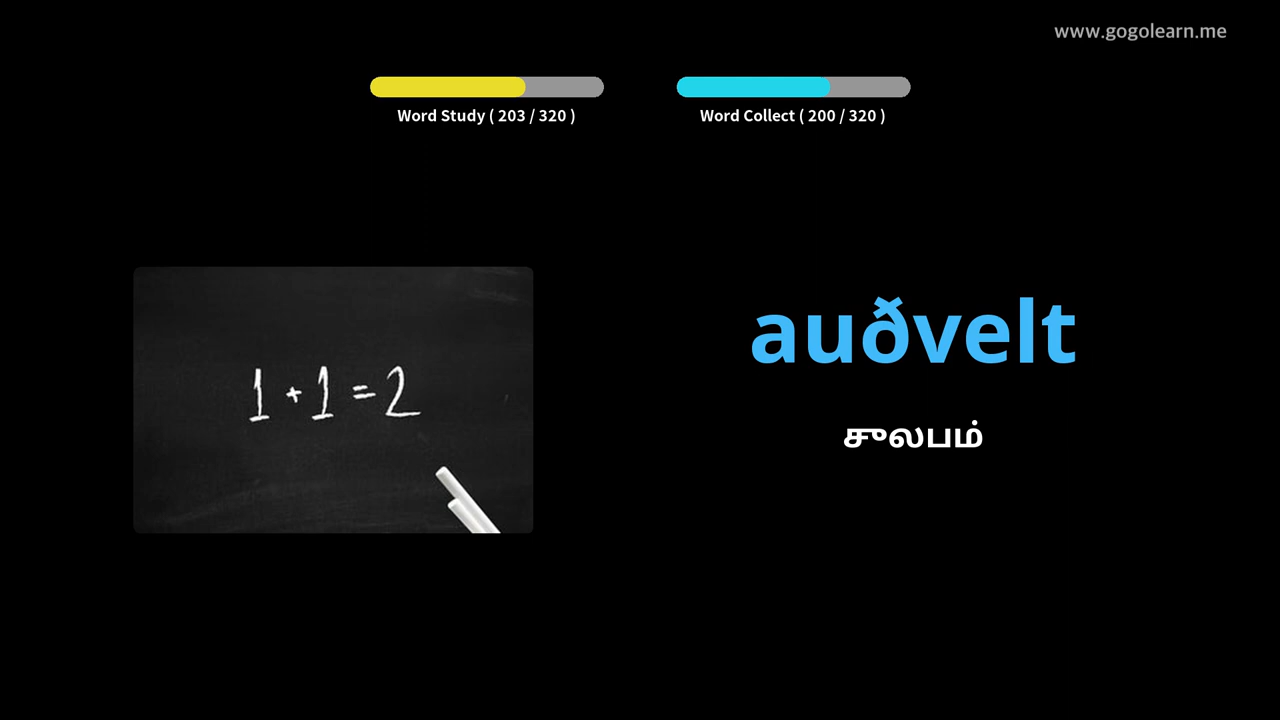 www.gogolearn.me
Word Study ( 203 / 320 )
Word Collect ( 200 / 320 )
1 + 1 = 2
auðvelt
சுலபம்